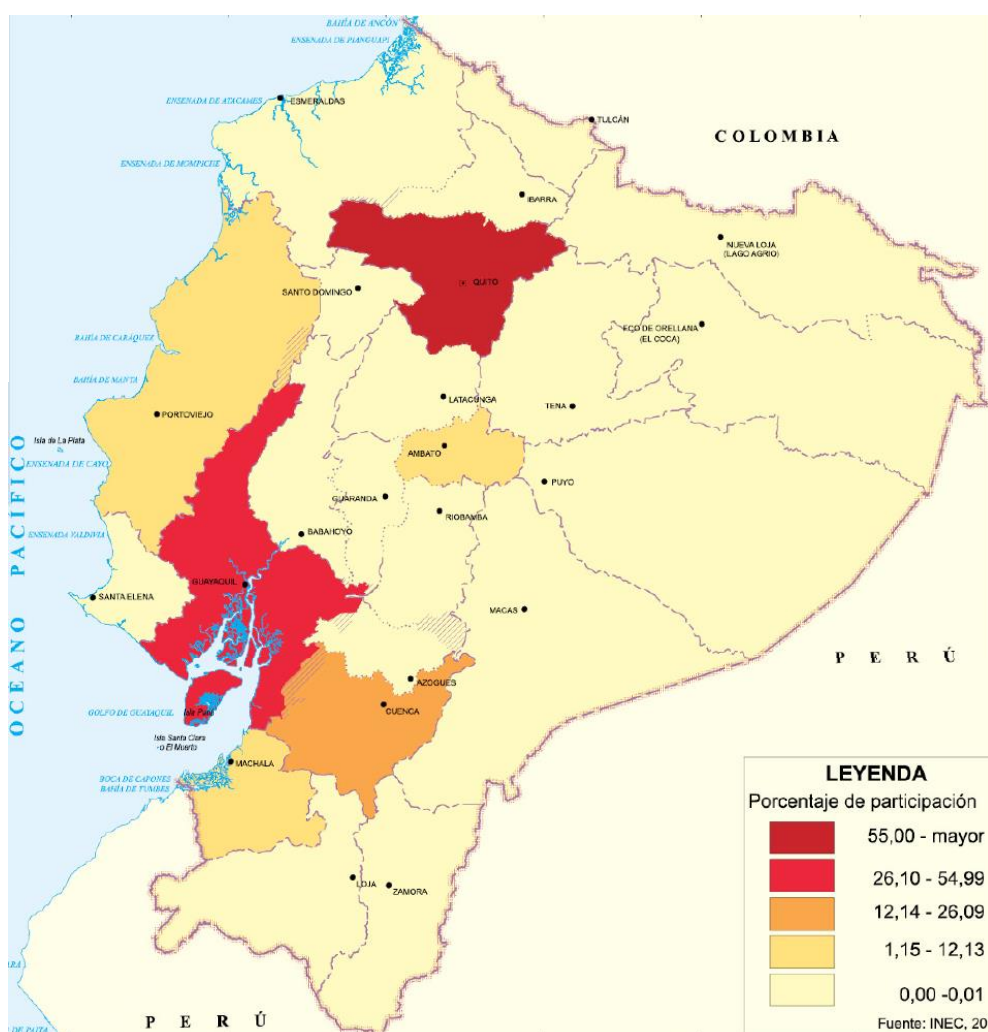 BAHÍA DE ANCÓN
ENSENADA DE PIANGUAPI
ENSENADA DE ATACAMES
ESMERALDAS
TULCÁN
COLOMBIA
ENSENADA DE MOMPICHE
IBARRA
NUEVA LOJA
(LAGO AGRIO)
QUITO
SANTO DOMINGO
FCO DE ORELLANA
(EL COCA)
BAHÍA DE CARÁQUEZ
BAHÍA DE MANTA
LATACUNGA
TENA
PORTOVIEJO
Isla de La Plata
AMBATO
ENSENADA DE CAYO
PUYO
GUARANDA
RIOBAMBA
ENSENADA VALDIVIA
BABAHOYO
OCEANO PACÍFICO
GUAYAQUIL
SANTA ELENA
MACAS
PERÚ
AZOGUES
CUENCA
GOLFO DE GUAYAQUIL
Isla Puná
Isla Santa Clara
o El Muerto
MACHALA
BOCA DE CAPONES
BAHÍA DE TUMBES
LOJA
ZAMORA
PERÚ
DE PAITA
LEYENDA
Porcentaje de participación
55,00 - mayor
26,10 - 54,99
12,14 - 26,09
1,15 - 12,13
0,00 -0,01
Fuente: INEC, 20